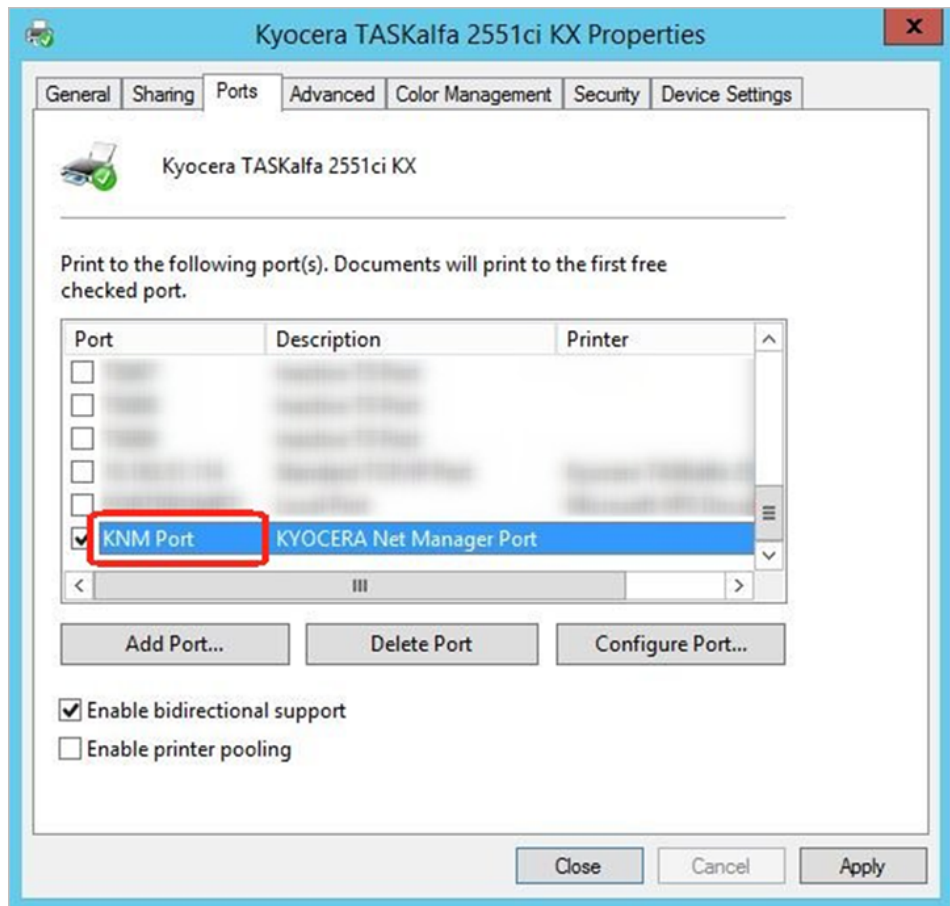 Kyocera TASKalfa 2551ci KX Properties
x
General Sharing Ports Advanced Color Management Security Device Settings
Kyocera TASKalfa 2551ci KX
Print to the following port(s). Documents will print to the first free
checked port.
Port Description Printer
KNM Port KYOCERA Net Manager Port
Add Port... Delete Port Configure Port...
Enable bidirectional support
Enable printer pooling
Close Cancel Apply